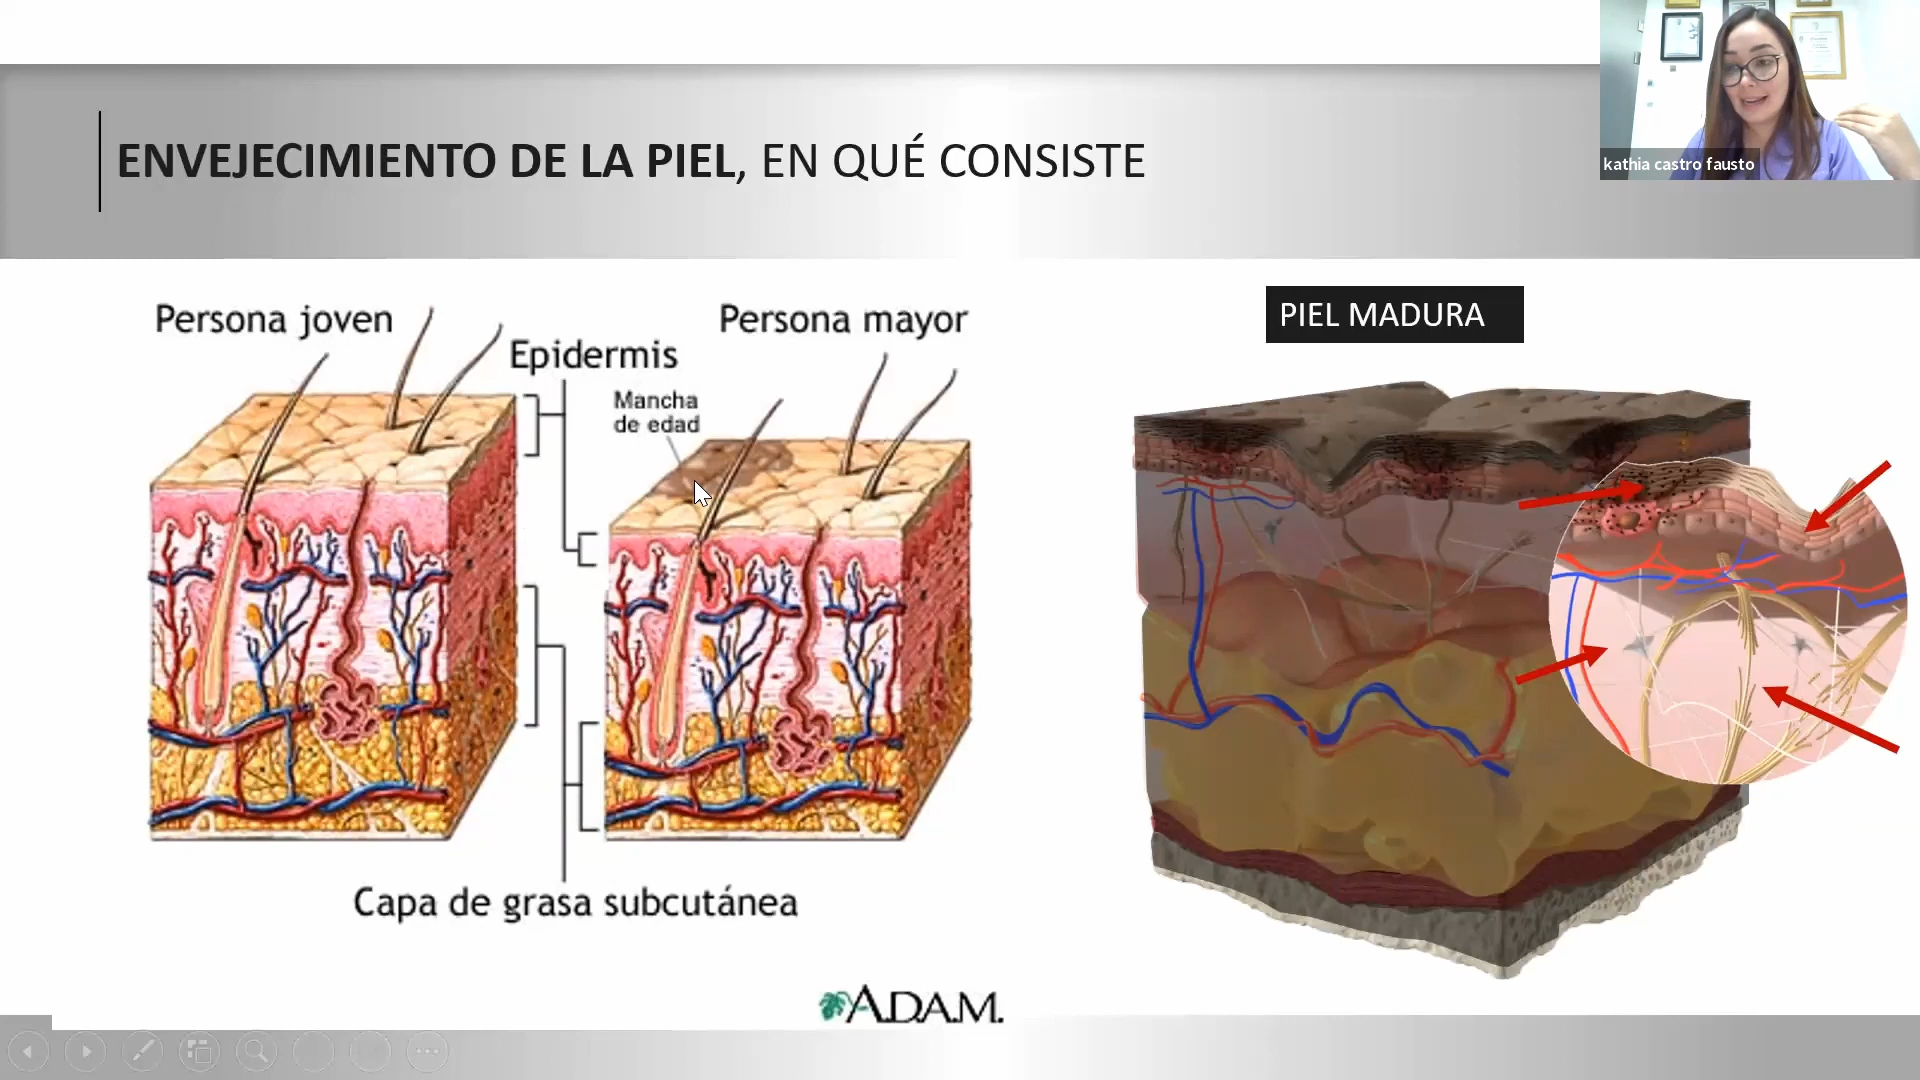 kathia castro fausto
ENVEJECIMIENTO DE LA PIEL, EN QUÉ CONSISTE
Persona joven
Persona mayor
Epidermis
Mancha
de edad
Capa de grasa subcutánea
PIEL MADURA
A.D.A.M.